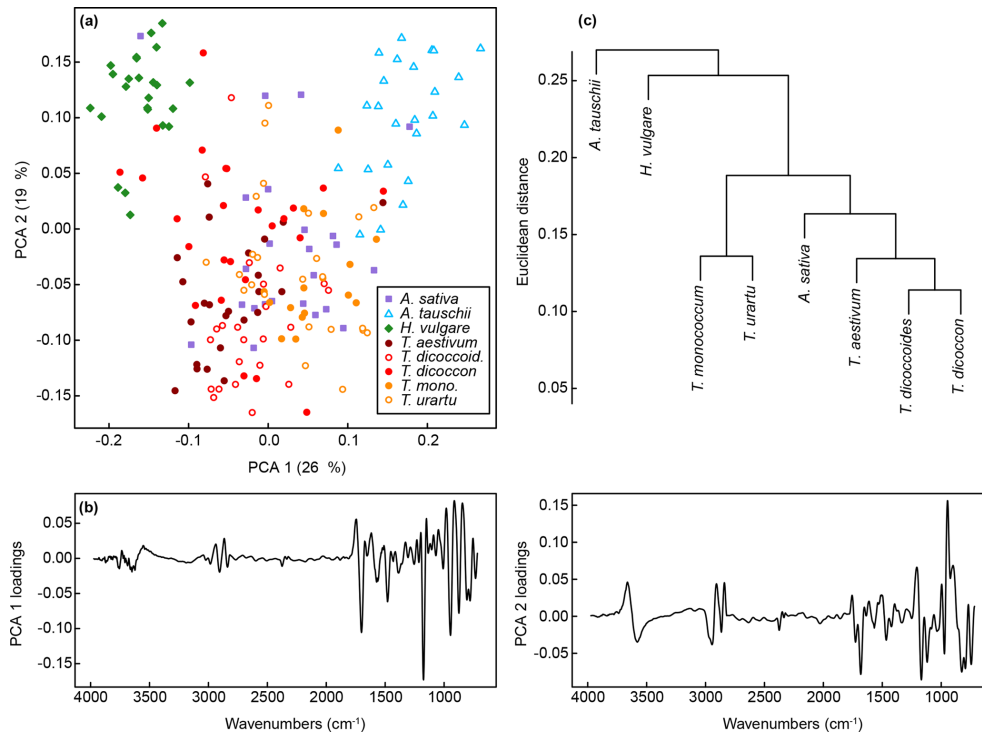 (a)
0.15
0.10
0.05
0.00
-0.05
-0.10
-0.15
PCA 2 (19 %)
-0.2
-0.1
0.0
0.1
0.2
PCA 1 (26 %)
A. sativa
A. tauschii
H. vulgare
T. aestivum
T. dicoccoid.
T. dicoccon
T. mono.
T. urartu
(c)
Euclidean distance
0.25
0.20
0.15
0.10
0.05
A. tauschii
H. vulgare
T. monococcum
T. urartu
A. sativa
T. aestivum
T. dicoccoides
T. dicoccon
(b)
PCA 1 loadings
0.05
0.00
-0.05
-0.10
-0.15
4000 3500 3000 2500 2000 1500 1000
Wavenumbers (cm-1)
PCA 2 loadings
0.15
0.10
0.05
0.00
-0.05
4000 3500 3000 2500 2000 1500 1000
Wavenumbers (cm-1)